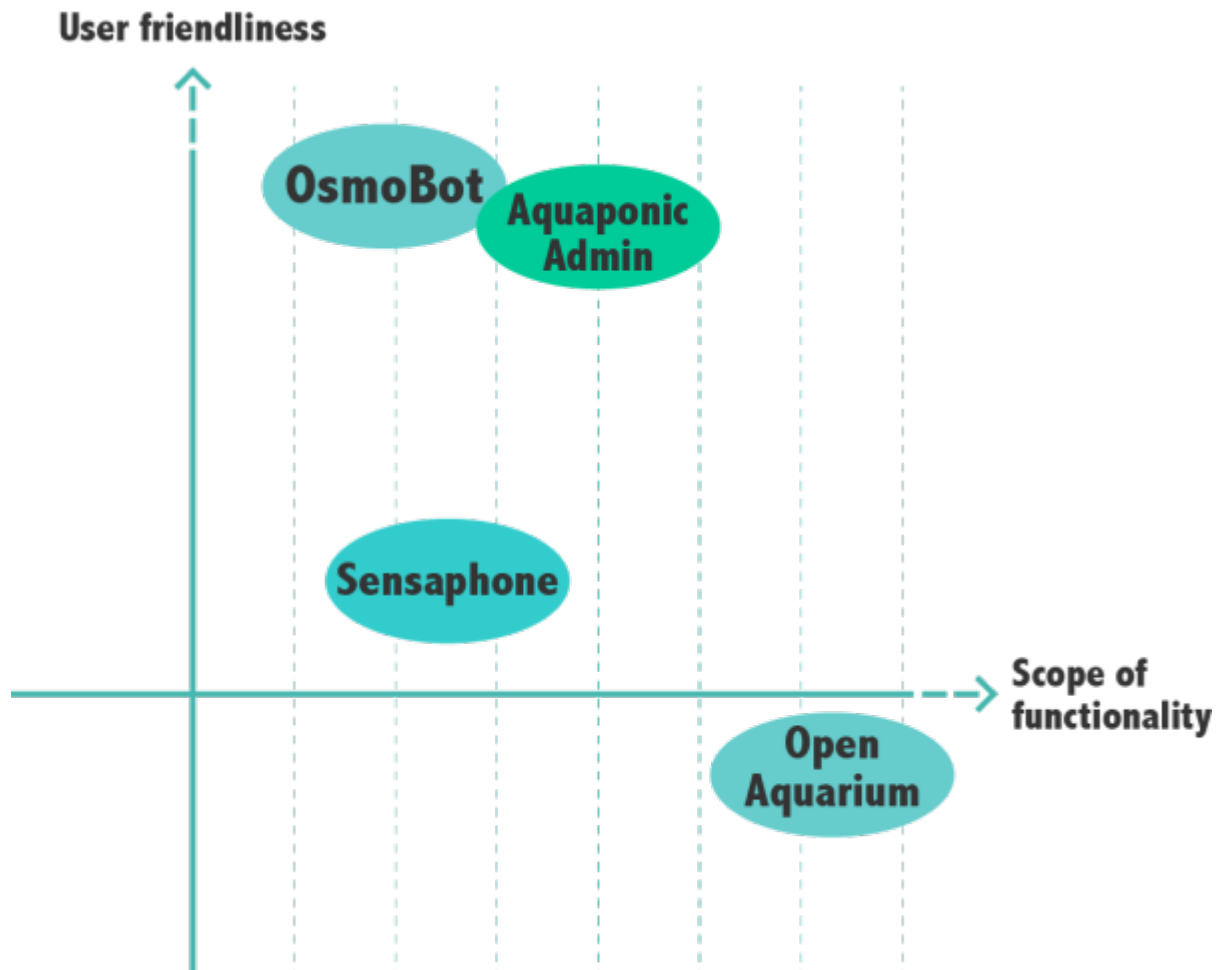 User friendliness
OsmoBot
Aquaponic
Admin
Sensaphone
Scope of
functionality
Open
Aquarium